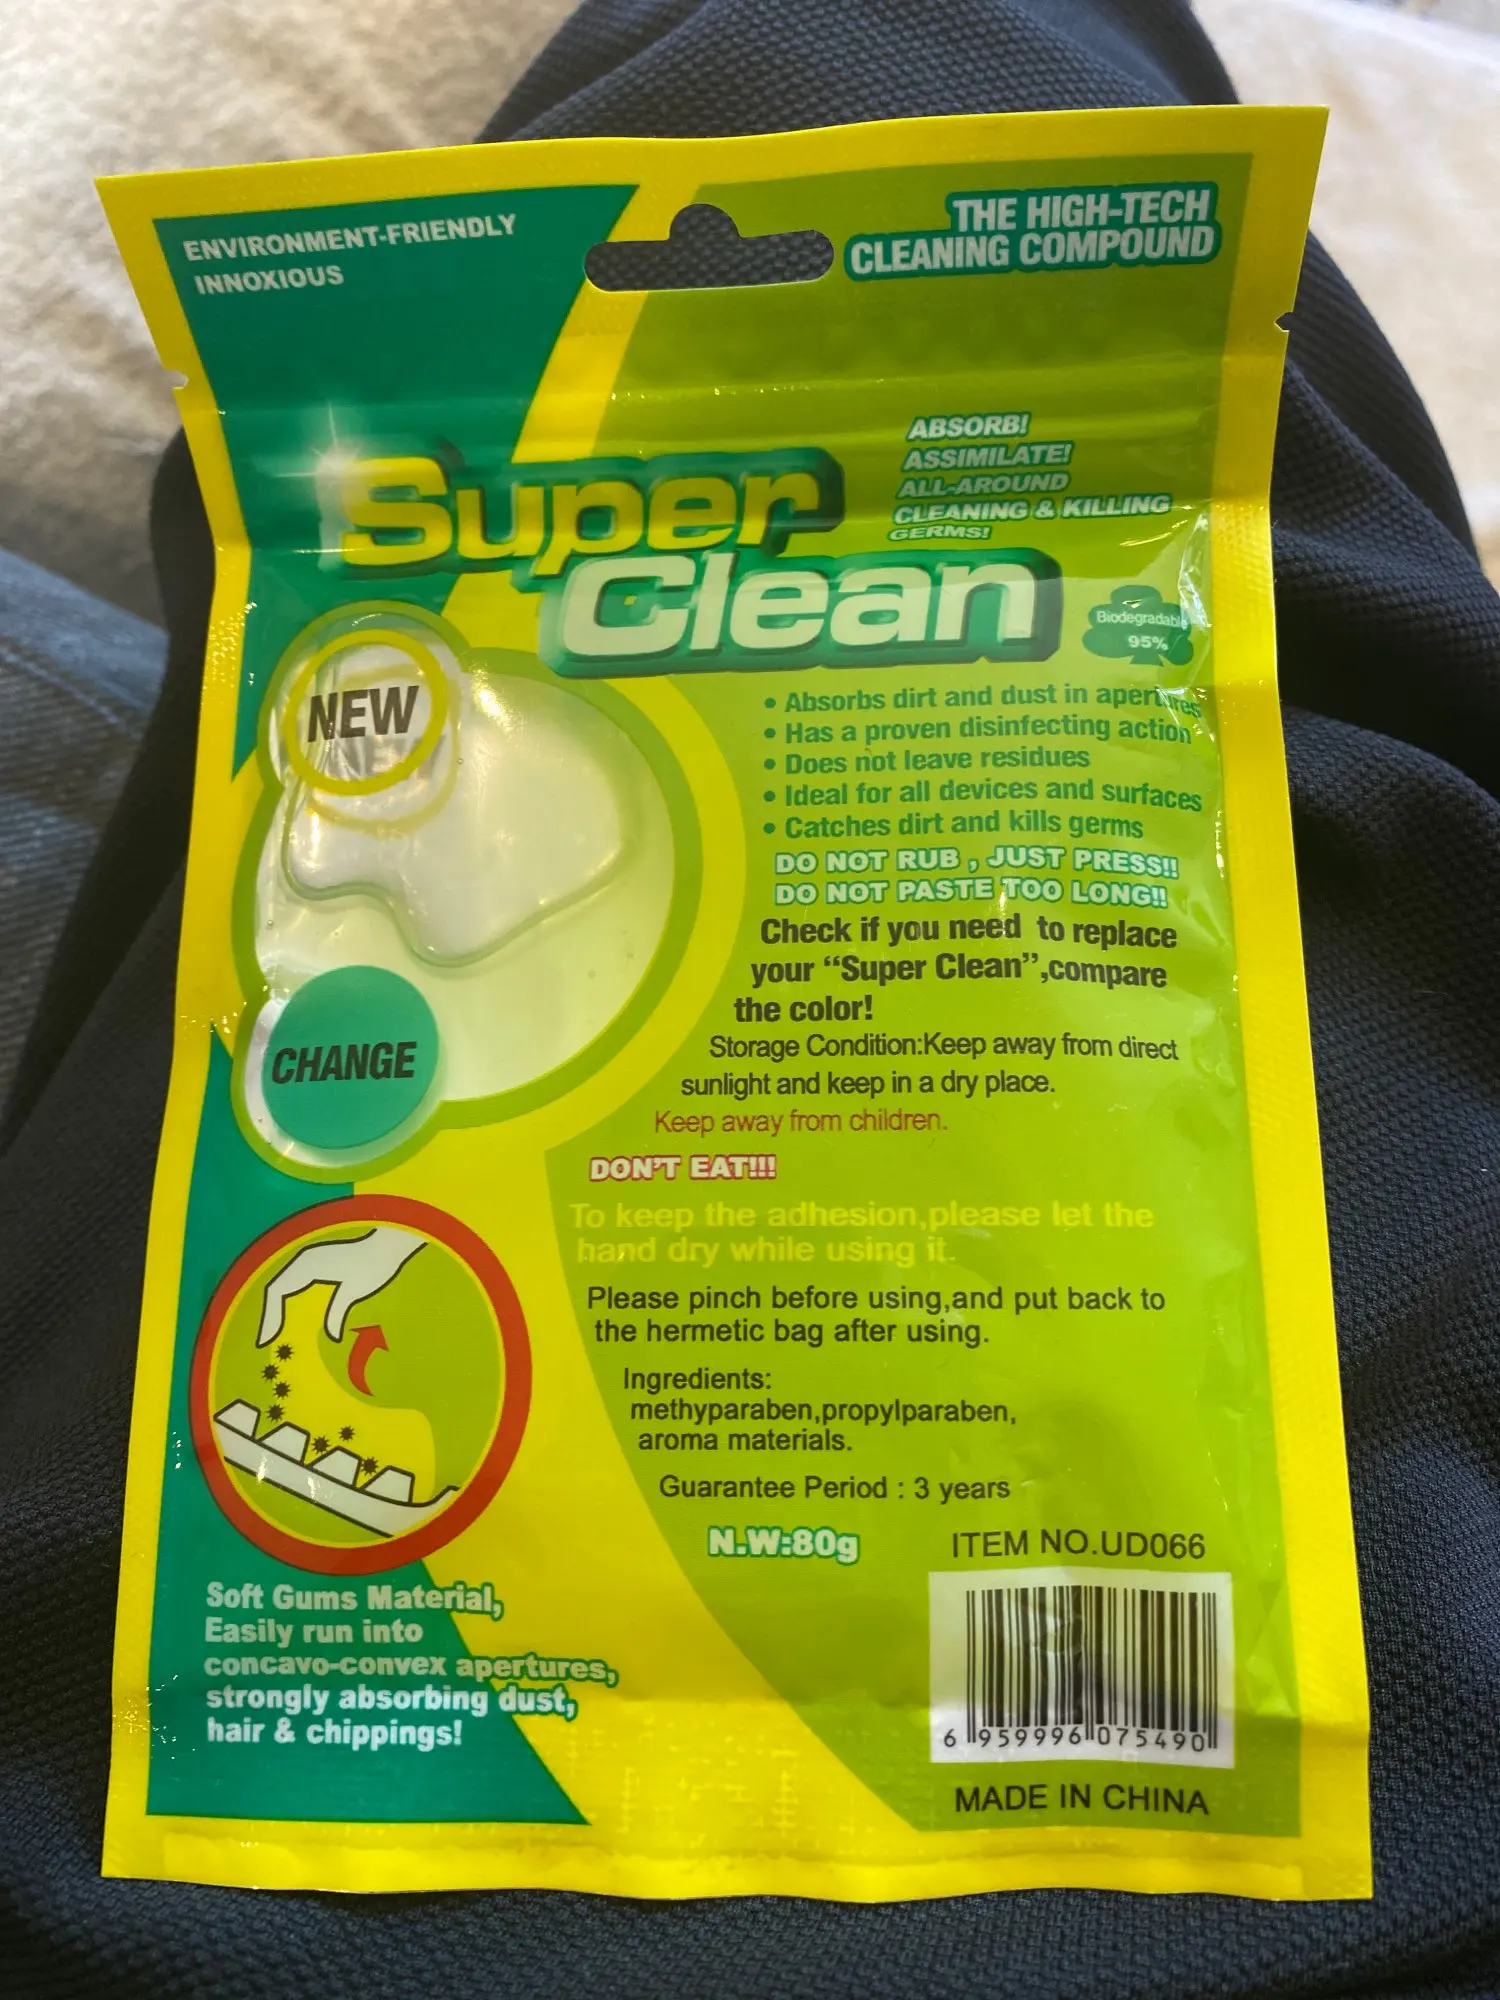 ENVIRONMENT-FRIENDLY
INNOXIOUS
THE HIGH-TECH
CLEANING COMPOUND
Super
Clean
ABSORB!
ASSIMILATE!
ALL-AROUND
CLEANING & KILLING
GERMS!
Biodegradable
95%
NEW
CHANGE
• Absorbs dirt and dust in apertures
• Has a proven disinfecting action
• Does not leave residues
• Ideal for all devices and surfaces
• Catches dirt and kills germs
DO NOT RUB , JUST PRESS!!
DO NOT PASTE TOO LONG!!
Check if you need to replace
your “Super Clean”,compare
the color!
Storage Condition:Keep away from direct
sunlight and keep in a dry place.
Keep away from children.
DON'T EAT!!!
To keep the adhesion,please let the
hand dry while using it.
Please pinch before using,and put back to
the hermetic bag after using.
Ingredients:
methyparaben,propylparaben,
aroma materials.
Guarantee Period : 3 years
N.W:80g
ITEM NO.UD066
6 959996 075490
MADE IN CHINA
Soft Gums Material,
Easily run into
concavo-convex apertures,
strongly absorbing dust,
hair & chippings!